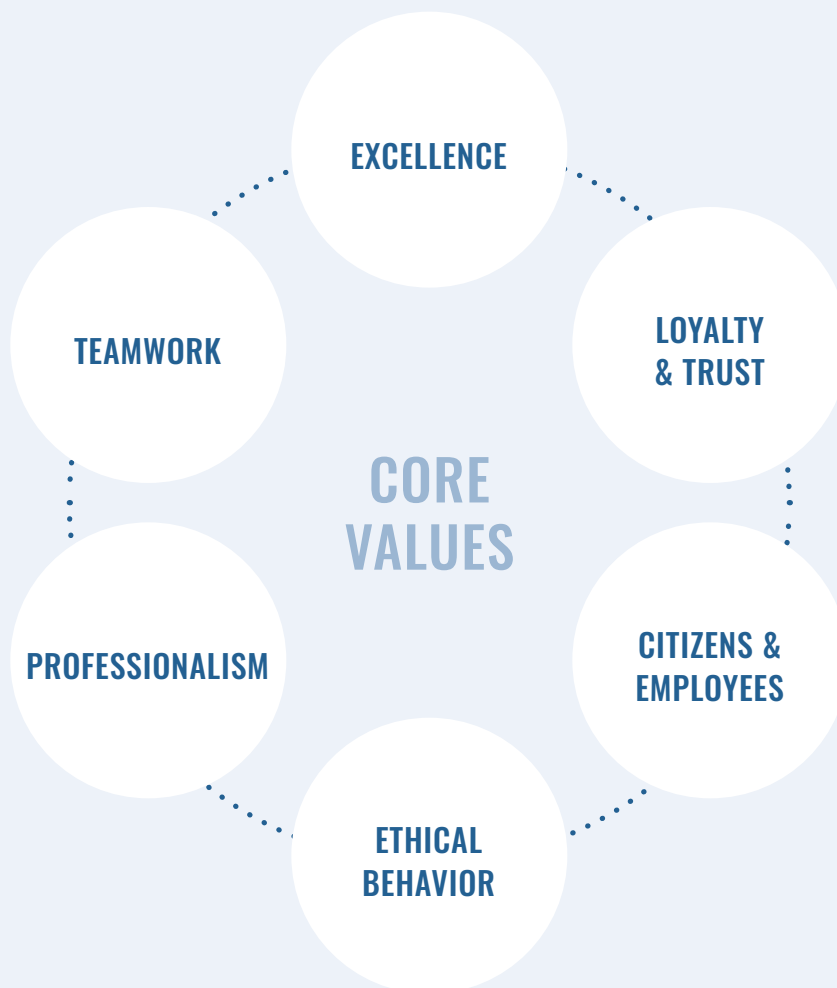 EXCELLENCE
LOYALTY
& TRUST
CITIZENS &
EMPLOYEES
ETHICAL
BEHAVIOR
PROFESSIONALISM
TEAMWORK
CORE
VALUES